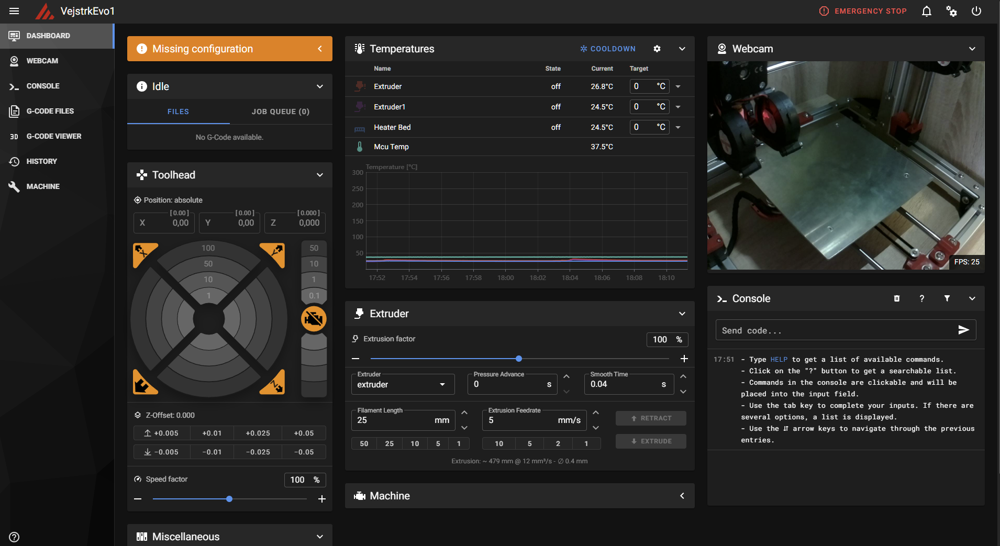 VejstrkEvo1
EMERGENCY STOP
DASHBOARD
WEBCAM
CONSOLE
G-CODE FILES
3D G-CODE VIEWER
HISTORY
MACHINE
Missing configuration
Idle
FILES JOB QUEUE (0)
No G-Code available.
Toolhead
Position: absolute
[ 0.00 ] [ 0.00 ] [ 0.000 ]
X 0,00 Y 0,00 Z 0,000
X Y
100 50
50 10
10 1
1 0.1
Z
Z-Offset: 0.000
+0.005 +0.01 +0.025 +0.05
−0.005 −0.01 −0.025 −0.05
Speed factor 100 %
Miscellaneous
Temperatures COOLDOWN
Name State Current Target
Extruder off 26.8°C 0 °C
Extruder1 off 24.5°C 0 °C
Heater Bed off 24.5°C 0 °C
Mcu Temp 37.5°C
Temperature [°C]
300
250
200
150
100
50
17:52 17:54 17:56 17:58 18:00 18:02 18:04 18:06 18:08 18:10
Extruder
Extrusion factor 100 %
Extruder Pressure Advance Smooth Time
extruder 0 s 0.04 s
Filament Length Extrusion Feedrate
25 mm 5 mm/s
RETRACT
50 25 10 5 1 10 5 2 1
EXTRUDE
Extrusion: ~ 479 mm @ 12 mm³/s - ∅ 0.4 mm
Machine
Webcam
CE
FPS: 25
Console
?
Send code...
17:51 - Type HELP to get a list of available commands.
- Click on the "?" button to get a searchable list.
- Commands in the console are clickable and will be
placed into the input field.
- Use the tab key to complete your inputs. If there are
several options, a list is displayed.
- Use the ⇵ arrow keys to navigate through the previous
entries.